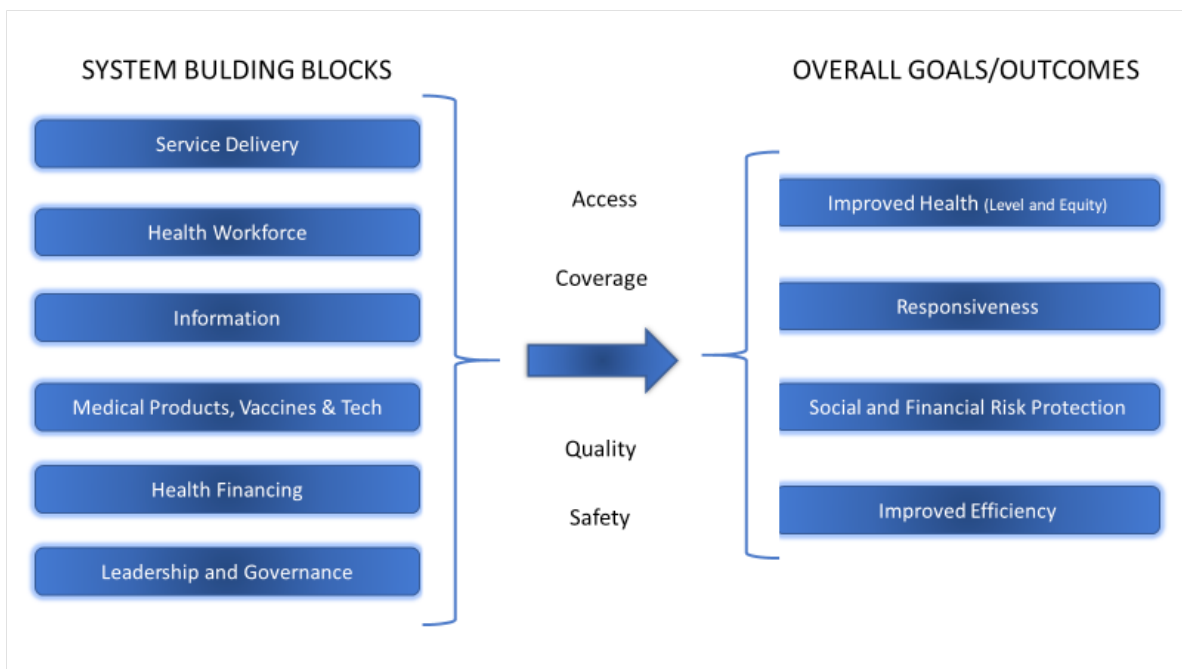 SYSTEM BULDING BLOCKS
Service Delivery
Health Workforce
Information
Medical Products, Vaccines & Tech
Health Financing
Leadership and Governance
Access
Coverage
Quality
Safety
OVERALL GOALS/OUTCOMES
Improved Health (Level and Equity)
Responsiveness
Social and Financial Risk Protection
Improved Efficiency